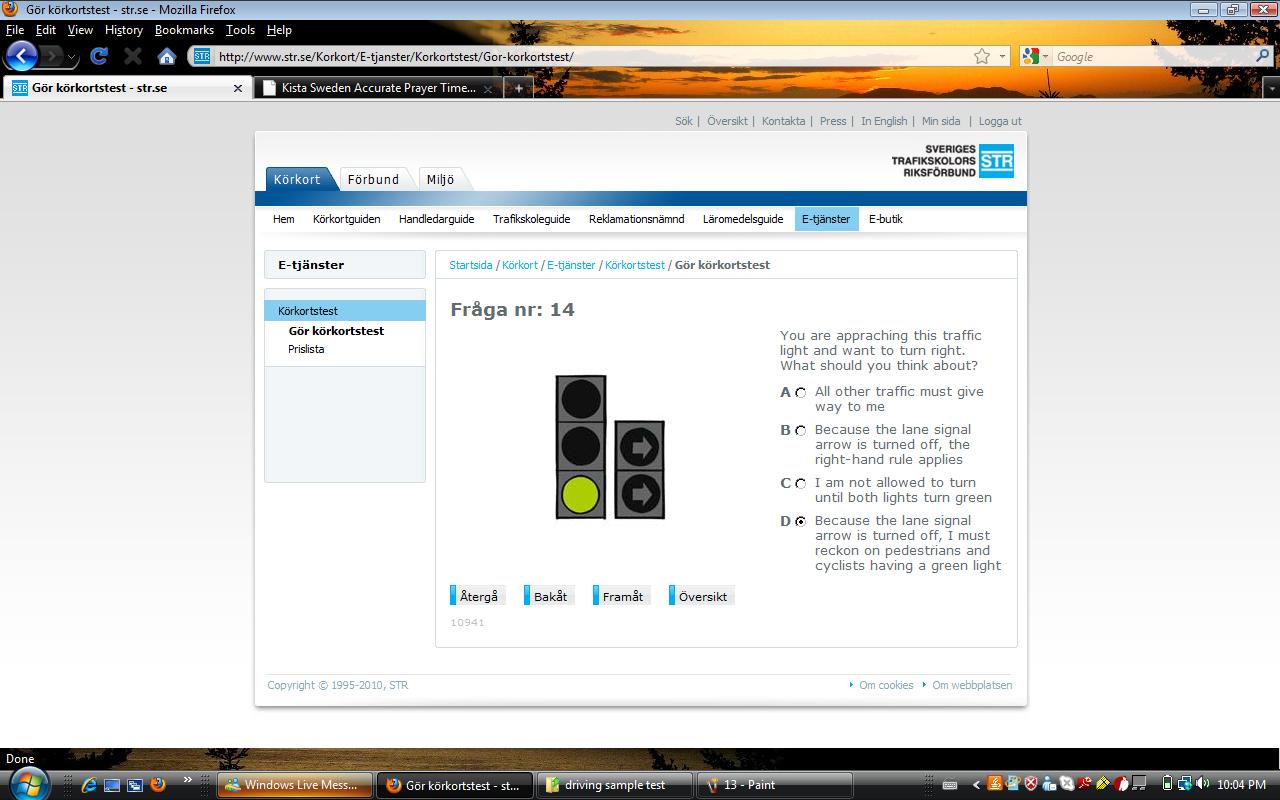 Gör körkortstest - str.se - Mozilla Firefox
File Edit View History Bookmarks Tools Help
http://www.str.se/Korkort/E-tjanster/Korkortstest/Gor-korkortstest/
Google
Gör körkortstest - str.se
Kista Sweden Accurate Prayer Time...
Sök | Översikt | Kontakta | Press | In English | Min sida | Logga ut
SVERIGES
TRAFIKSKOLORS
RIKSFÖRBUND
STR
Körkort Förbund Miljö
Hem Körkortguiden Handledarguide Trafikskoleguide Reklamationsnämnd Läromedelsguide E-tjänster E-butik
E-tjänster
Körkortstest
Gör körkortstest
Prislista
Startsida / Körkort / E-tjänster / Körkortstest / Gör körkortstest
Fråga nr: 14
You are appraching this traffic
light and want to turn right.
What should you think about?
A All other traffic must give
way to me
B Because the lane signal
arrow is turned off, the
right-hand rule applies
C I am not allowed to turn
until both lights turn green
D Because the lane signal
arrow is turned off, I must
reckon on pedestrians and
cyclists having a green light
Återgå Bakåt Framåt Översikt
10941
Copyright © 1995-2010, STR
Om cookies Om webbplatsen
Done
Windows Live Mess... Gör körkortstest - st... driving sample test 13 - Paint 10:04 PM